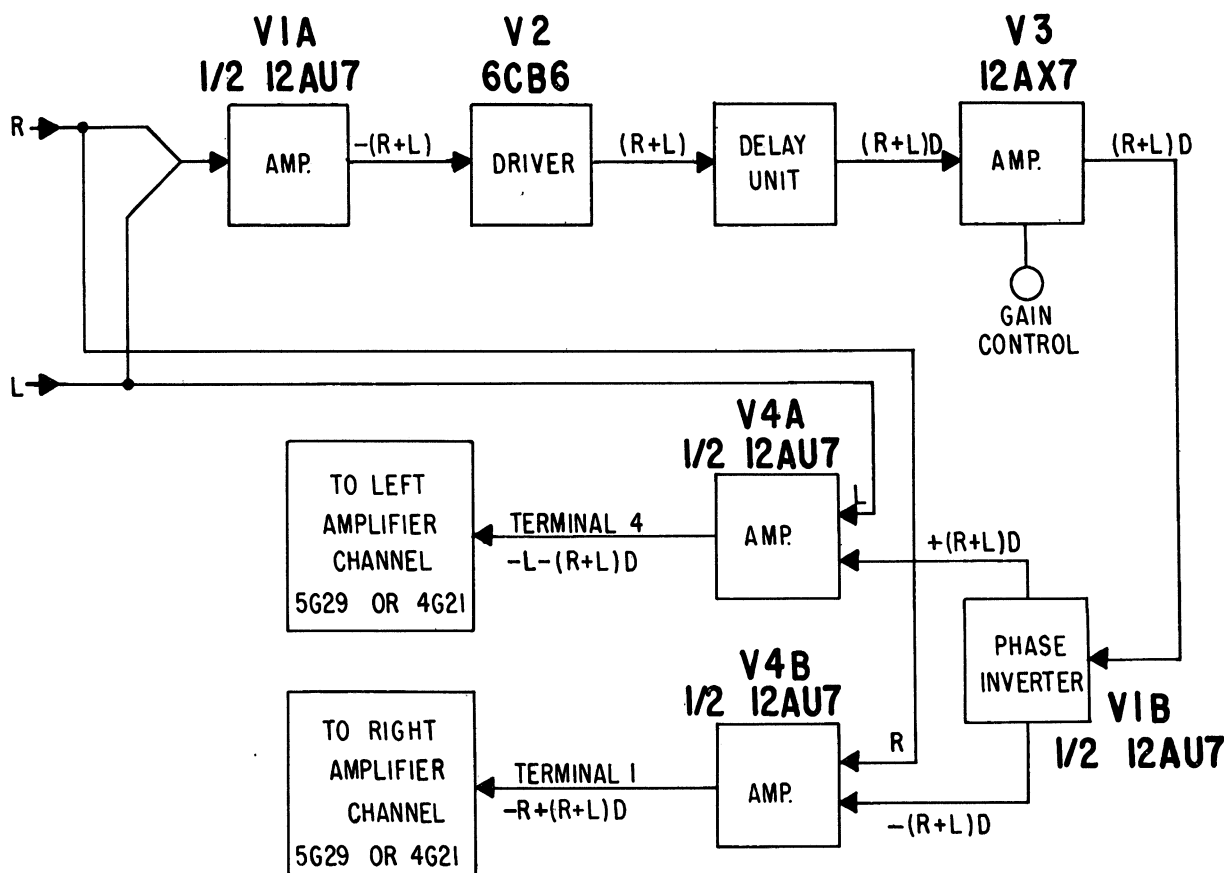 V1A
1/2 12AU7
V2
6CB6
V3
12AX7
R
AMP.
-(R+L)
DRIVER
(R+L)
DELAY
UNIT
(R+L)D
AMP.
(R+L)D
GAIN
CONTROL
L
V4A
1/2 12AU7
TO LEFT
AMPLIFIER
CHANNEL
5G29 OR 4G21
TERMINAL 4
-L-(R+L)D
AMP.
L
+(R+L)D
PHASE
INVERTER
V1B
1/2 12AU7
V4B
1/2 12AU7
TO RIGHT
AMPLIFIER
CHANNEL
5G29 OR 4G21
TERMINAL 1
-R+(R+L)D
AMP.
R
-(R+L)D